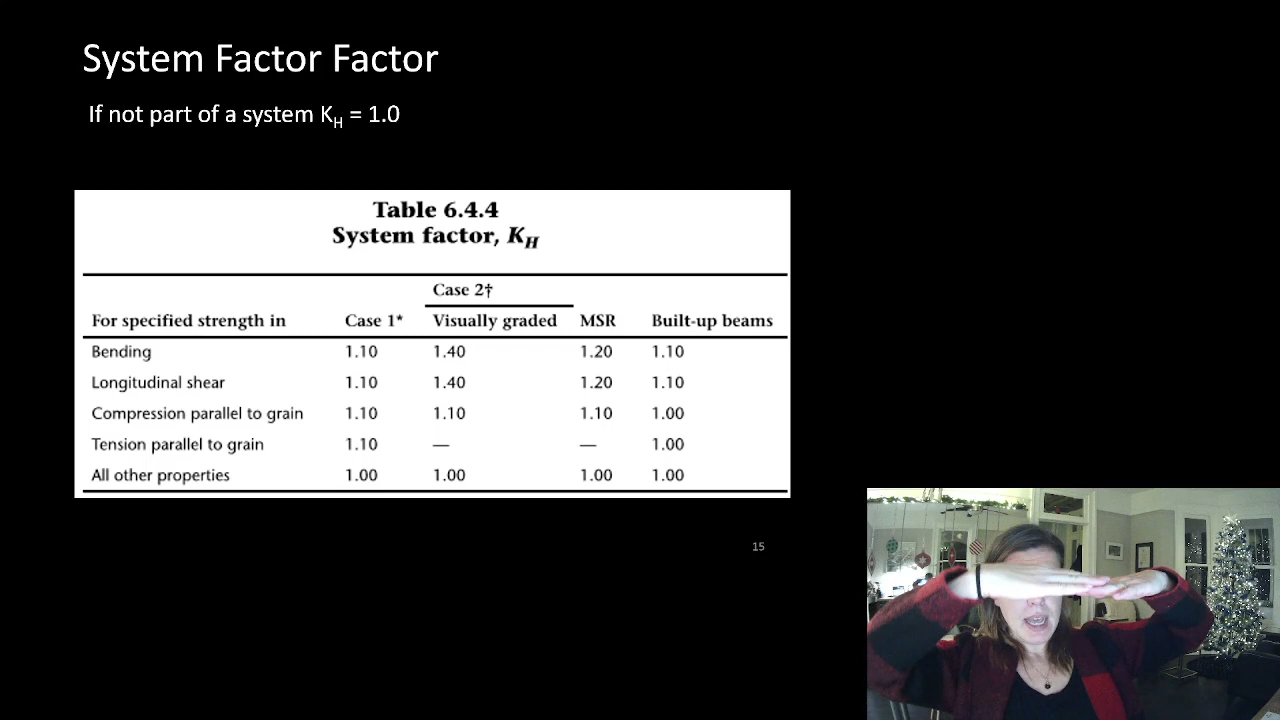 System Factor Factor
If not part of a system KH = 1.0
Table 6.4.4
System factor, KH
Case 2†
For specified strength in Case 1* Visually graded MSR Built-up beams
Bending 1.10 1.40 1.20 1.10
Longitudinal shear 1.10 1.40 1.20 1.10
Compression parallel to grain 1.10 1.10 1.10 1.00
Tension parallel to grain 1.10 — — 1.00
All other properties 1.00 1.00 1.00 1.00
15